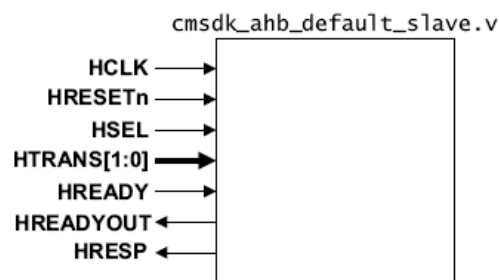 cmsdk_ahb_default_slave.v
HCLK
HRESETn
HSEL
HTRANS[1:0]
HREADY
HREADYOUT
HRESP